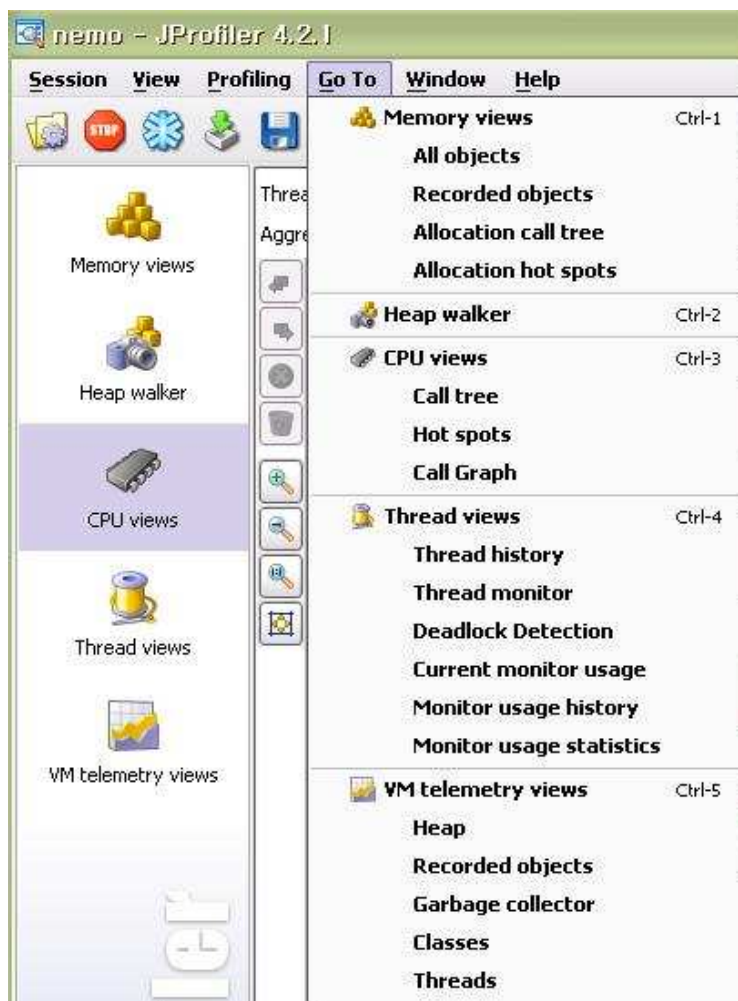 nemo - JProfiler 4.2.1
Session View Profiling Go To Window Help
STOP
Memory views
Heap walker
CPU views
Thread views
VM telemetry views
Threa
Aggre
Memory views Ctrl-1
All objects
Recorded objects
Allocation call tree
Allocation hot spots
Heap walker Ctrl-2
CPU views Ctrl-3
Call tree
Hot spots
Call Graph
Thread views Ctrl-4
Thread history
Thread monitor
Deadlock Detection
Current monitor usage
Monitor usage history
Monitor usage statistics
VM telemetry views Ctrl-5
Heap
Recorded objects
Garbage collector
Classes
Threads